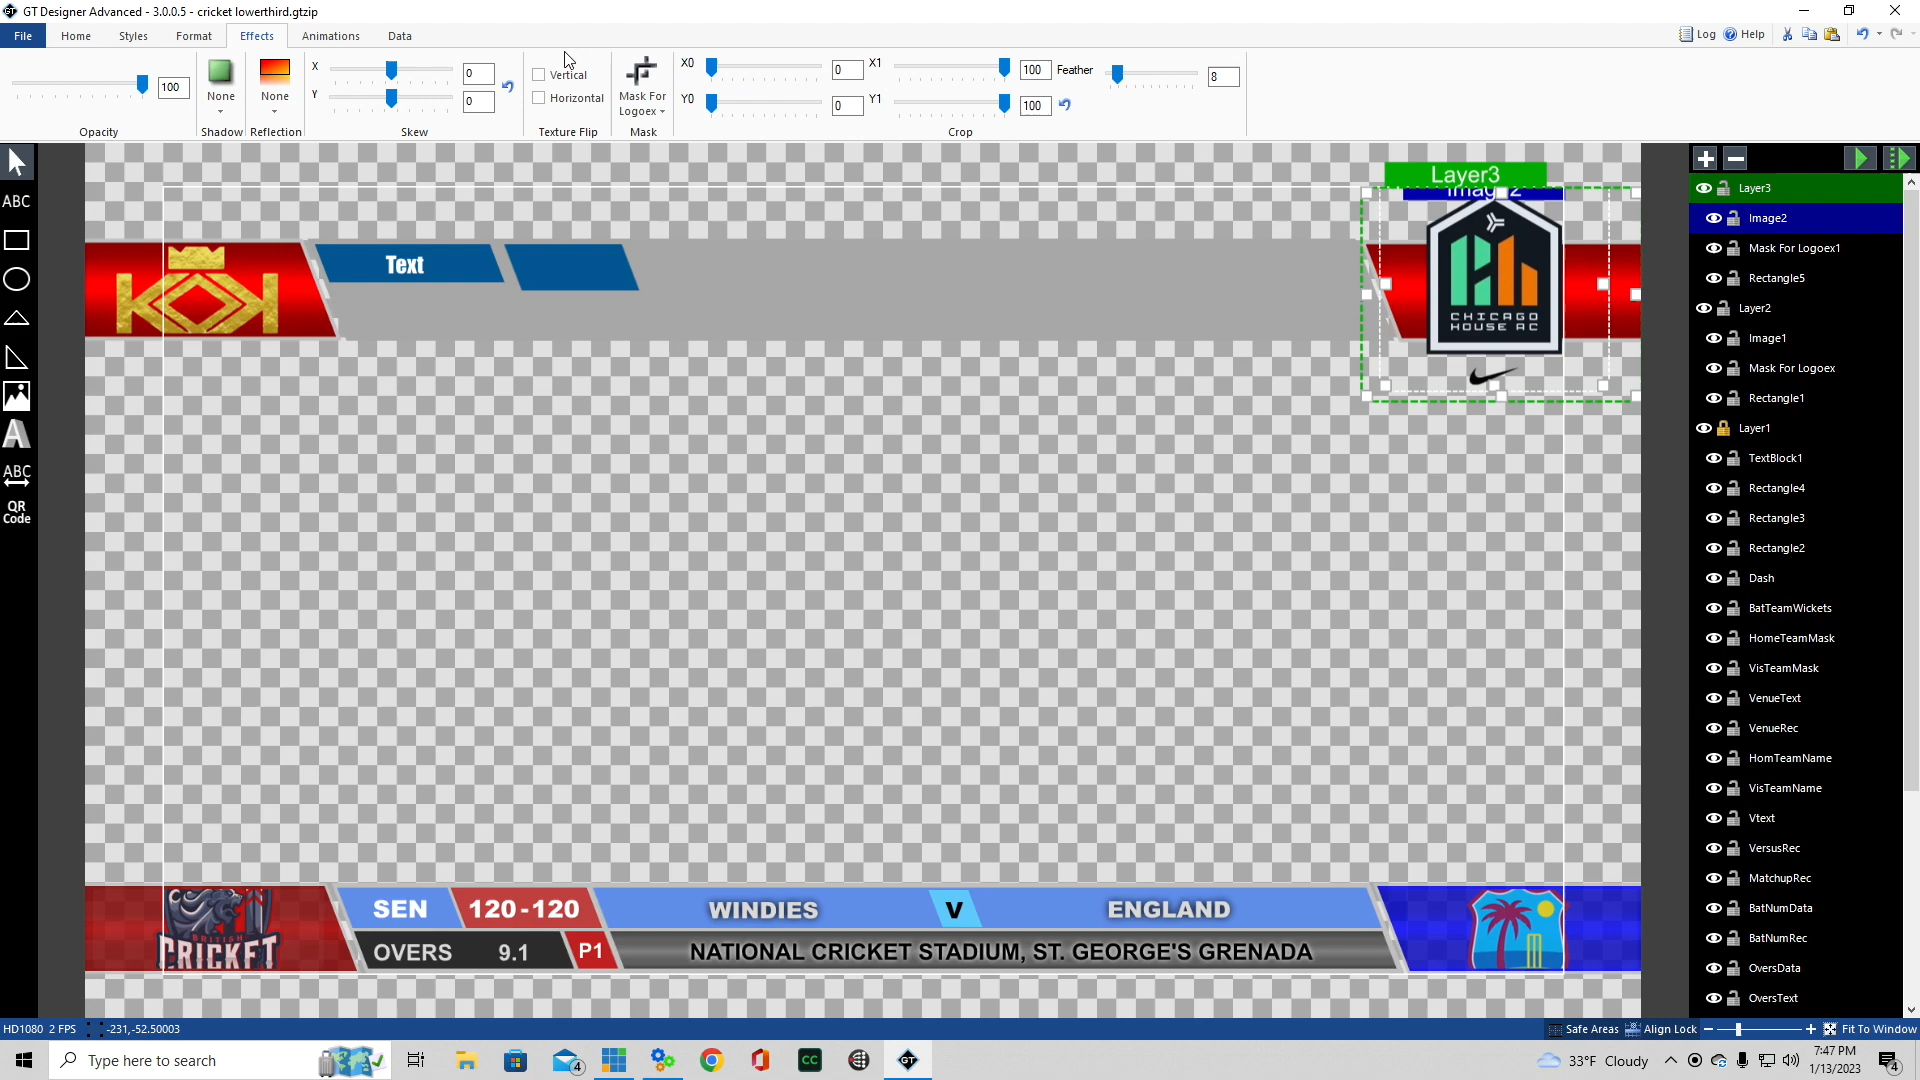 GT Designer Advanced - 3.0.0.5 - cricket lowerthird.gtzip
File Home Styles Format Effects Animations Data
Log Help
100
None
None
X 0
Y 0
Vertical
Horizontal
Mask For
Logoex
X0 0 X1 100 Feather 8
Y0 0 Y1 100
Opacity Shadow Reflection Skew Texture Flip Mask Crop
ABC
ABC
QR
Code
Layer3
Image2
Text
CHICAGO
HOUSE AC
BRITISH
CRICKET
SEN 120-120 WINDIES V ENGLAND
OVERS 9.1 P1 NATIONAL CRICKET STADIUM, ST. GEORGE'S GRENADA
Layer3
Image2
Mask For Logoex1
Rectangle5
Layer2
Image1
Mask For Logoex
Rectangle1
Layer1
TextBlock1
Rectangle4
Rectangle3
Rectangle2
Dash
BatTeamWickets
HomeTeamMask
VisTeamMask
VenueText
VenueRec
HomTeamName
VisTeamName
Vtext
VersusRec
MatchupRec
BatNumData
BatNumRec
OversData
OversText
HD1080 2 FPS -231,-52.50003
Safe Areas Align Lock Fit To Window
Type here to search
4
CC
GT
33°F Cloudy
7:47 PM
1/13/2023
4